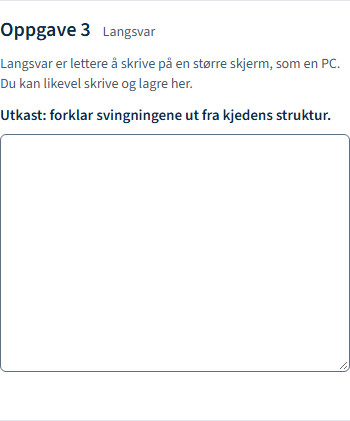 Oppgave 3 Langsvar
Langsvar er lettere å skrive på en større skjerm, som en PC.
Du kan likevel skrive og lagre her.
Utkast: forklar svingningene ut fra kjedens struktur.